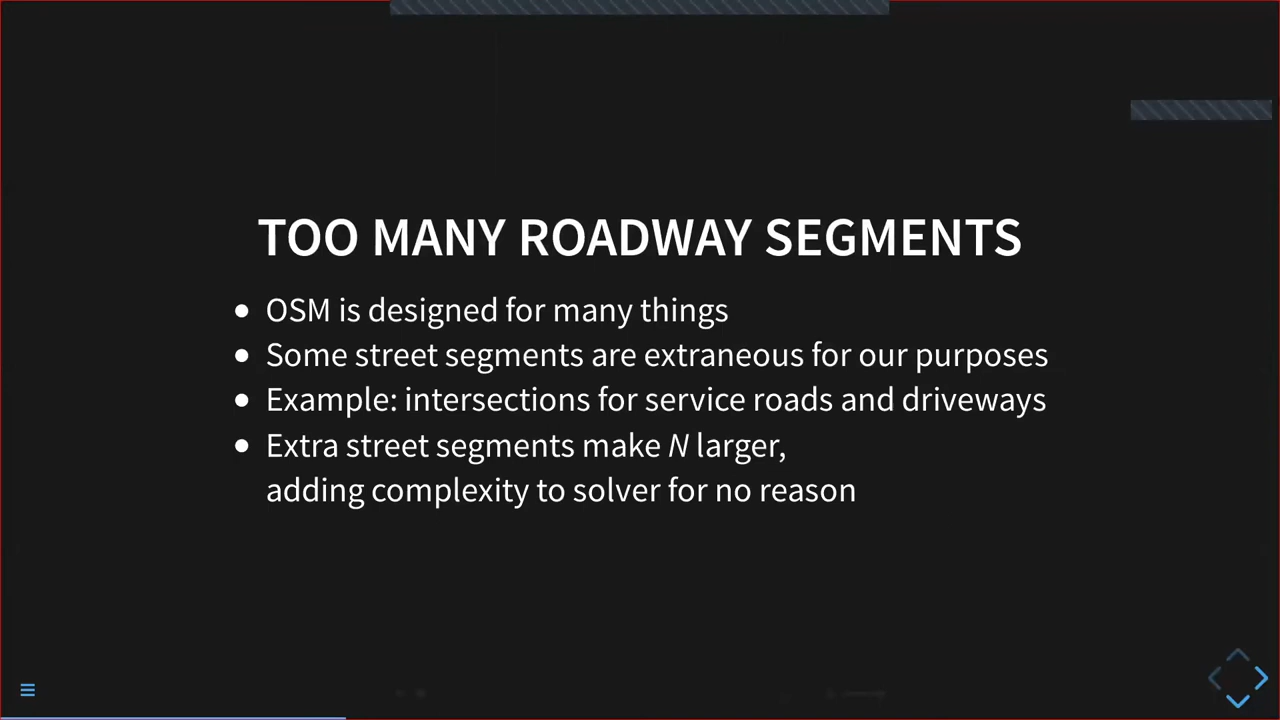 TOO MANY ROADWAY SEGMENTS
• OSM is designed for many things
• Some street segments are extraneous for our purposes
• Example: intersections for service roads and driveways
• Extra street segments make N larger,
adding complexity to solver for no reason